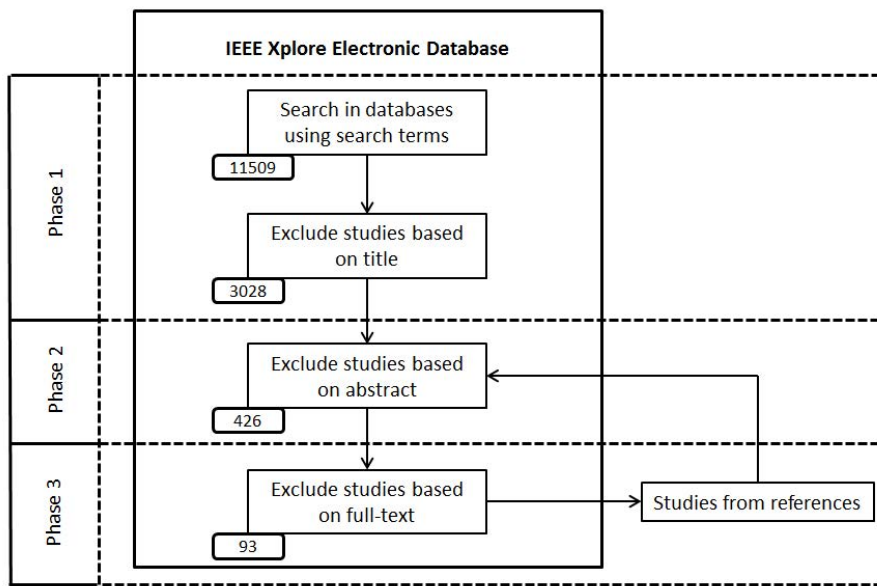 IEEE Xplore Electronic Database
Phase 1
Search in databases
using search terms
11509
Exclude studies based
on title
3028
Phase 2
Exclude studies based
on abstract
426
Phase 3
Exclude studies based
on full-text
93
Studies from references